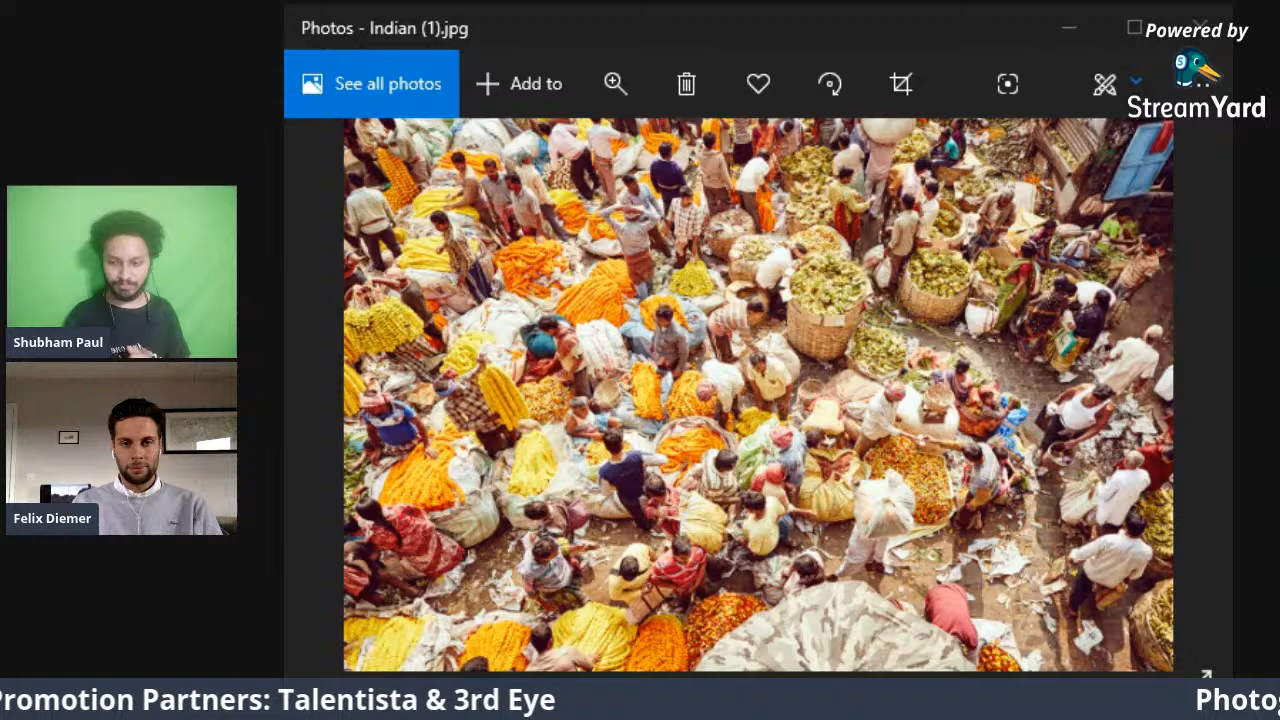 Photos - Indian (1).jpg
Powered by
StreamYard
See all photos
Add to
Shubham Paul
Felix Diemer
Promotion Partners: Talentista & 3rd Eye
Photo